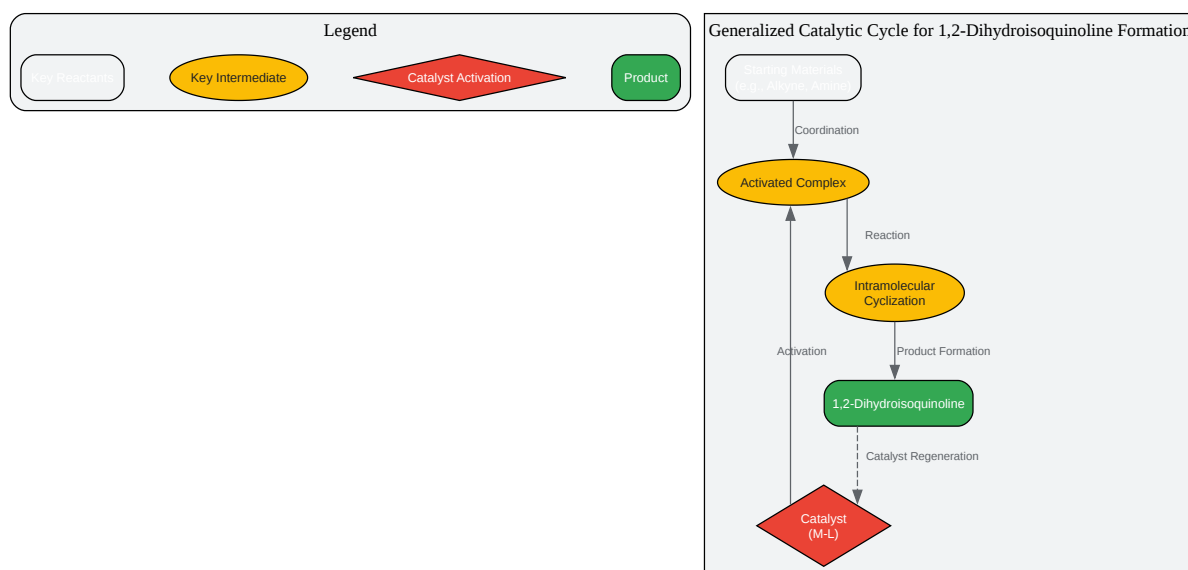 Legend
Key Reactants
Key Intermediate
Catalyst Activation
Product
Generalized Catalytic Cycle for 1,2-Dihydroisoquinoline Formation
Starting Materials
(e.g., Alkyne, Amine)
Coordination
Activated Complex
Reaction
Intramolecular
Cyclization
Activation
Product Formation
1,2-Dihydroisoquinoline
Catalyst Regeneration
Catalyst
(M-L)